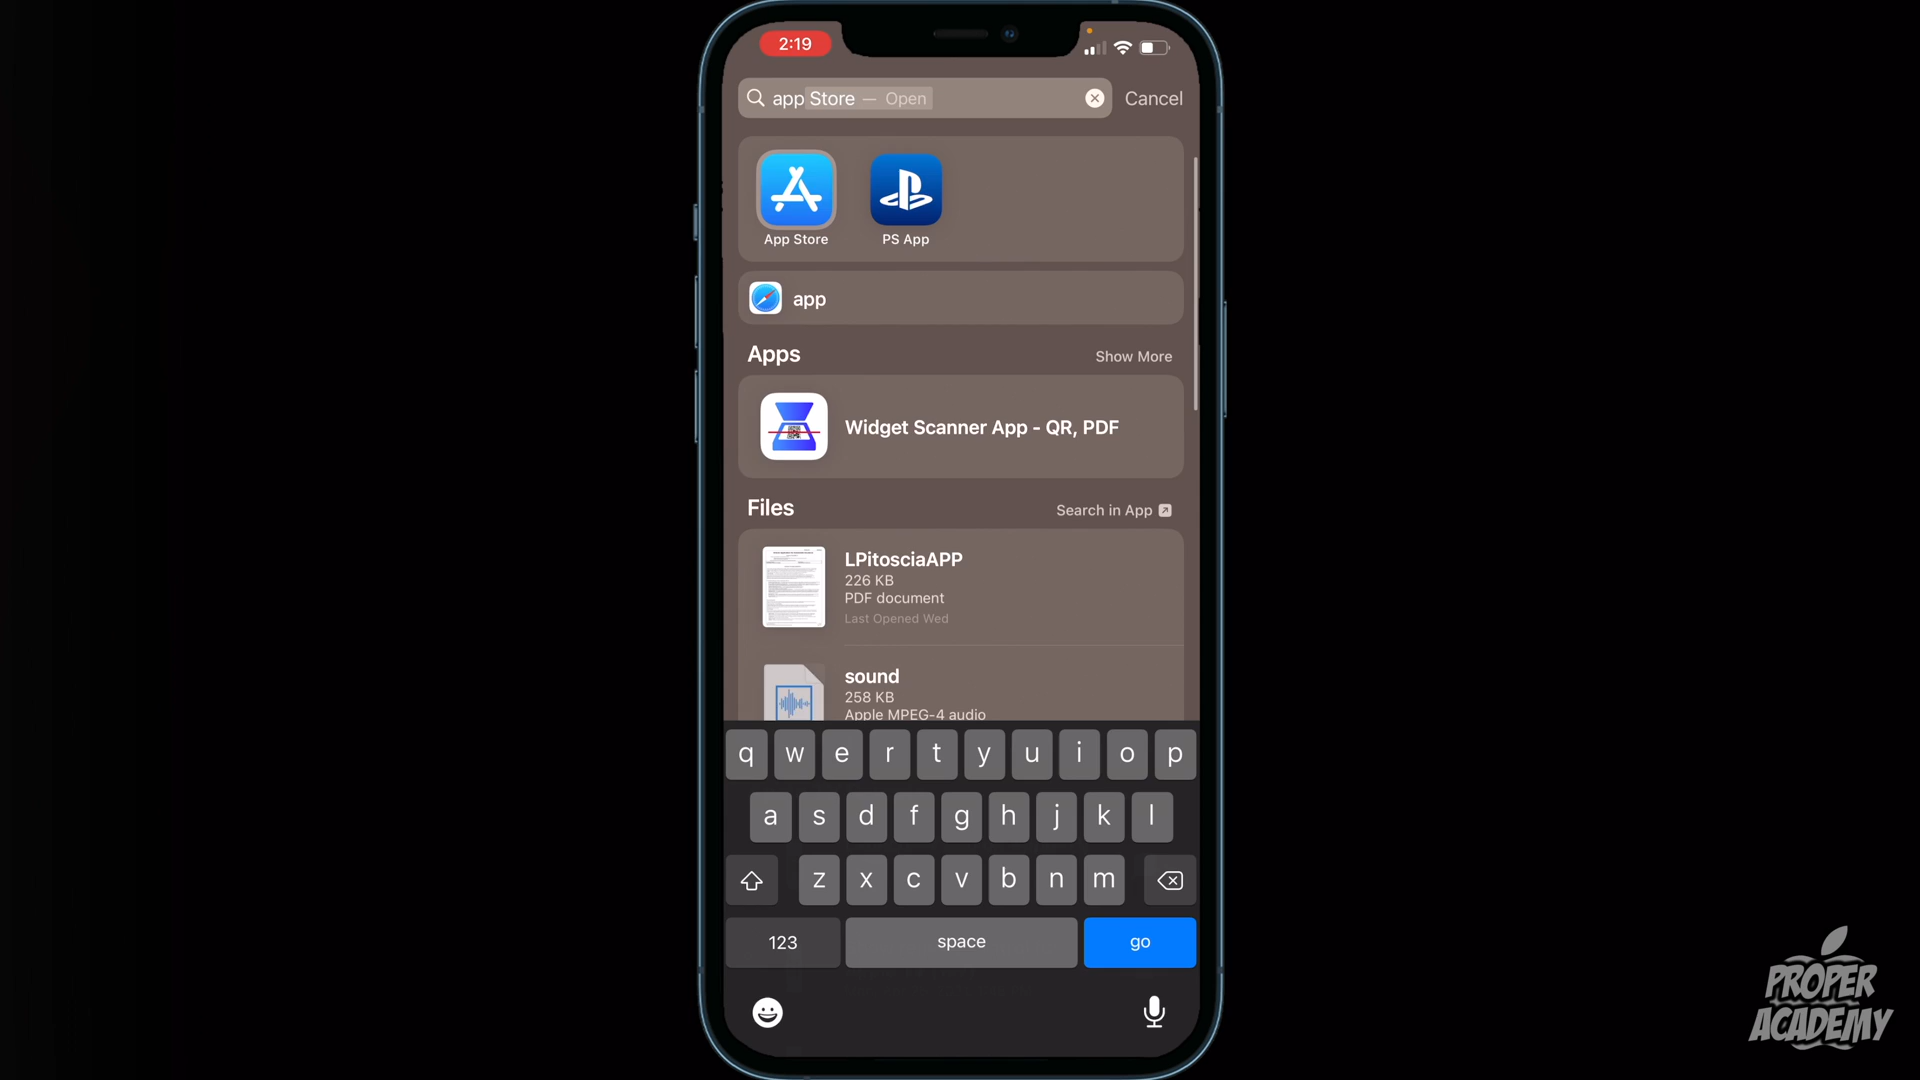 2:19
app Store — Open
Cancel
App Store
PS App
app
Apps
Show More
Widget Scanner App - QR, PDF
Files
Search in App
LPitosciaAPP
226 KB
PDF document
Last Opened Wed
sound
258 KB
Apple MPEG-4 audio
q w e r t y u i o p
a s d f g h j k l
z x c v b n m
123
space
go
PROPER
ACADEMY